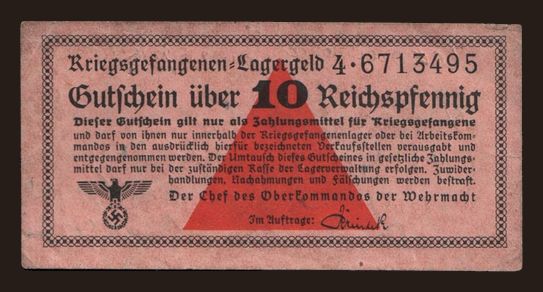 Kriegsgefangenen-Lagergeld 4·6713495
Gutschein über 10 Reichspfennig
Dieser Gutschein gilt nur als Zahlungsmittel für Kriegsgefangene
und darf von ihnen nur innerhalb der Kriegsgefangenenlager oder bei Arbeitskom-
mandos in den ausdrücklich hierfür bezeichneten Verkaufsstellen verausgabt und
entgegengenommen werden. Der Umtausch dieses Gutscheines in gesetzliche Zahlungs-
mittel darf nur bei der zuständigen Kasse der Lagerverwaltung erfolgen. Zuwider-
handlungen, Nachahmungen und Fälschungen werden bestraft.
Der Chef des Oberkommandos der Wehrmacht
Im Auftrage: